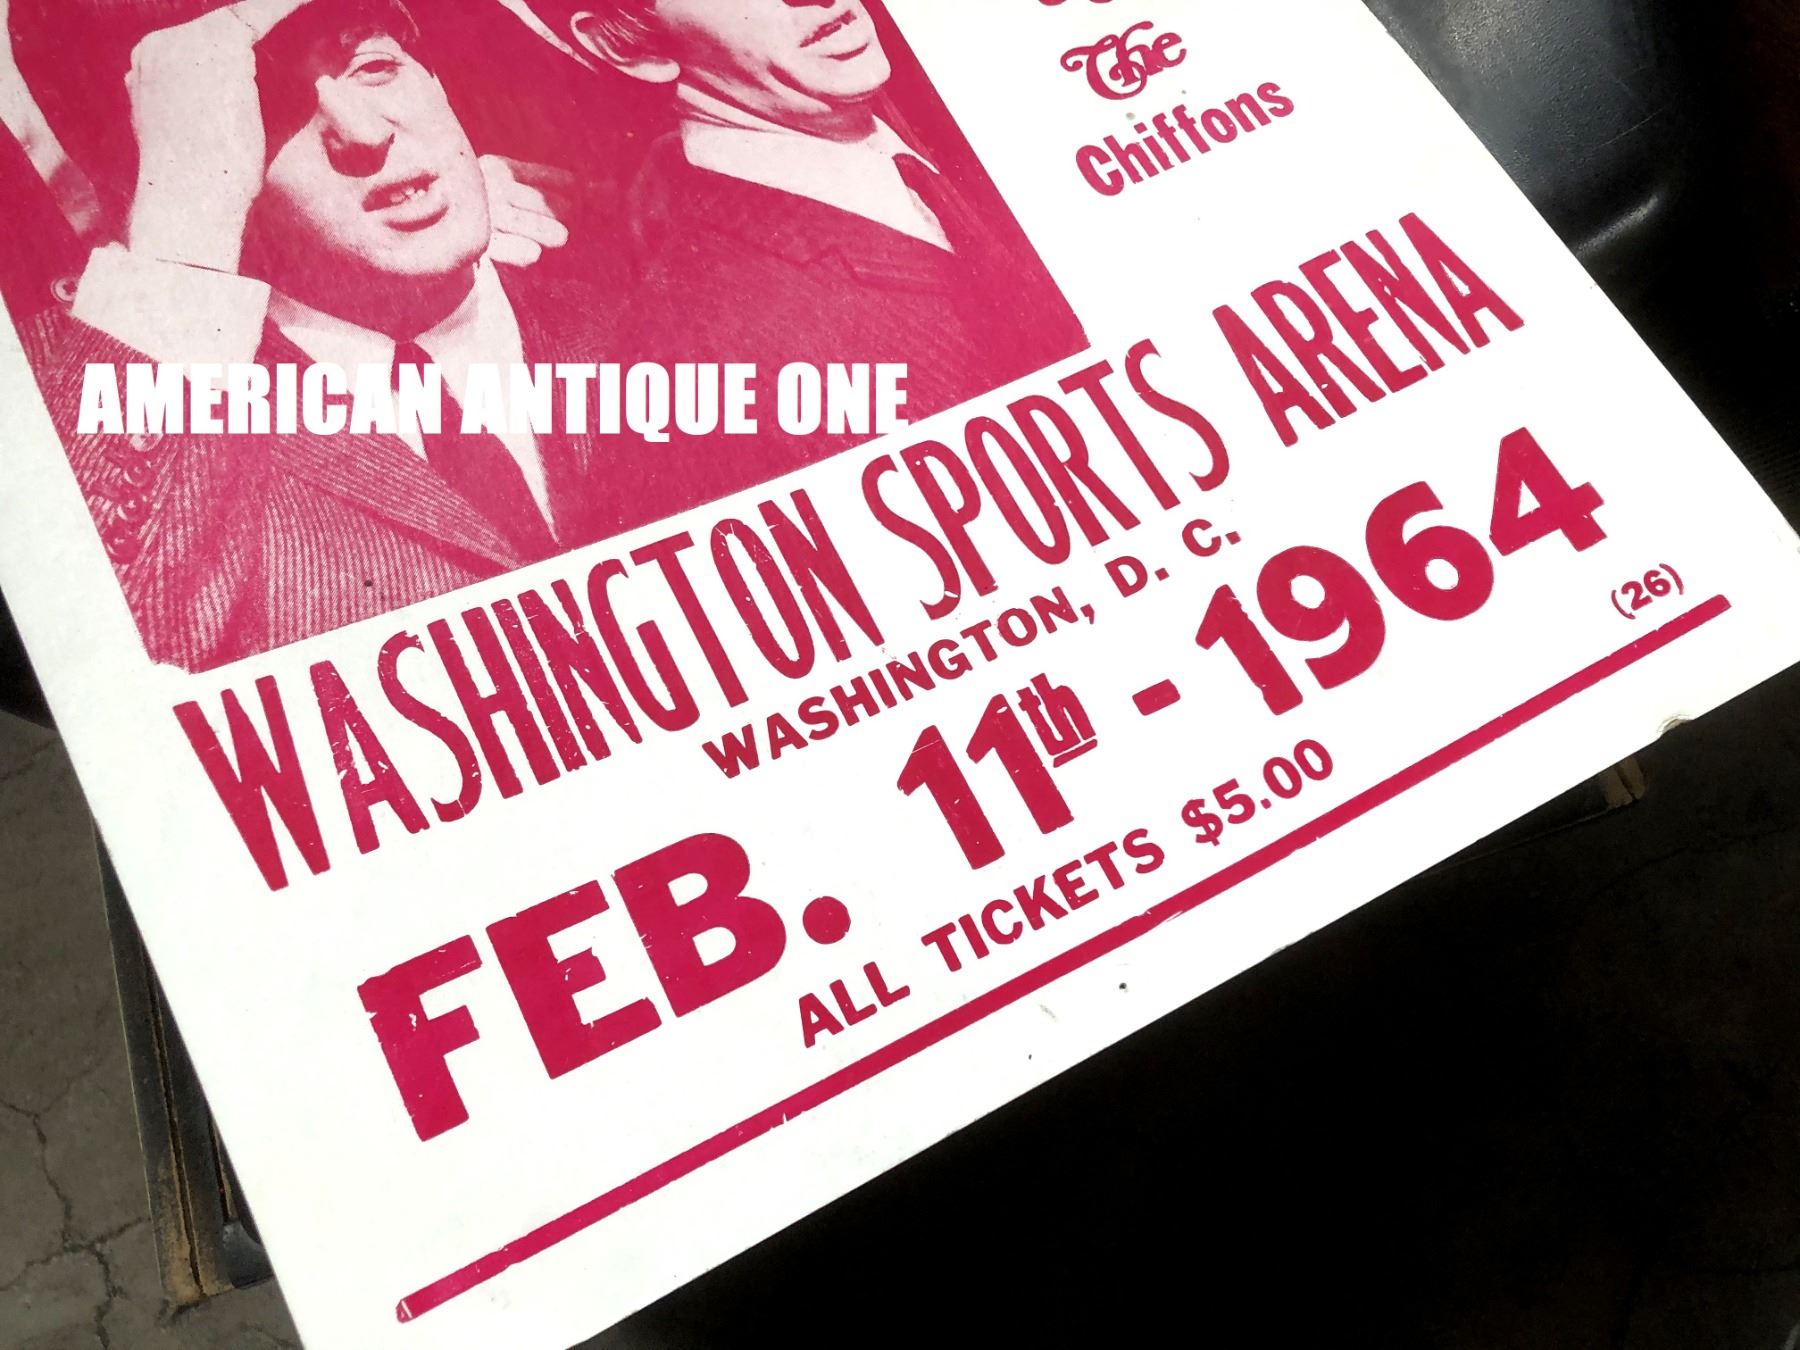 The
Chiffons
AMERICAN ANTIQUE ONE
WASHINGTON SPORTS ARENA
WASHINGTON, D. C.
FEB. 11th - 1964
(26)
ALL TICKETS $5.00